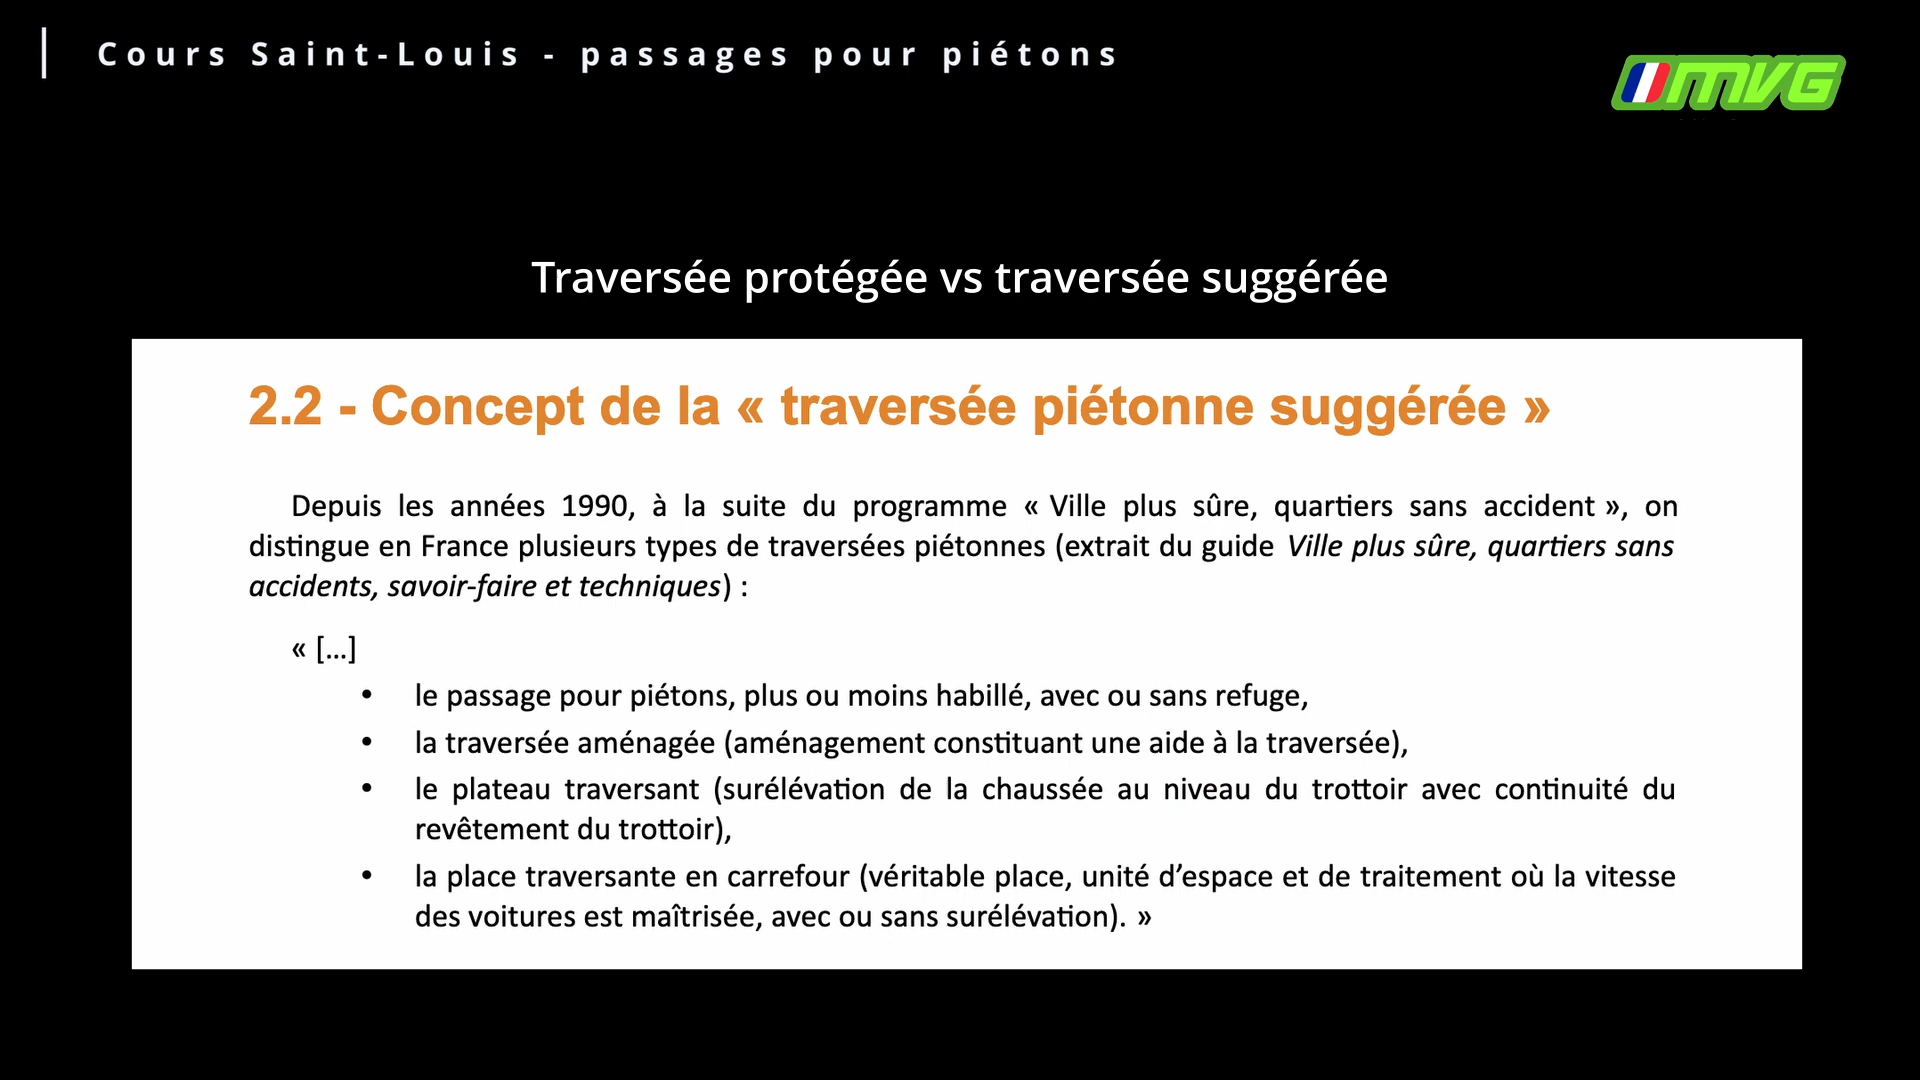 Cours Saint-Louis - passages pour piétons
MVG
Traversée protégée vs traversée suggérée
2.2 - Concept de la « traversée piétonne suggérée »
Depuis les années 1990, à la suite du programme « Ville plus sûre, quartiers sans accident », on
distingue en France plusieurs types de traversées piétonnes (extrait du guide Ville plus sûre, quartiers sans
accidents, savoir-faire et techniques) :
« [...]
• le passage pour piétons, plus ou moins habillé, avec ou sans refuge,
• la traversée aménagée (aménagement constituant une aide à la traversée),
• le plateau traversant (surélévation de la chaussée au niveau du trottoir avec continuité du
revêtement du trottoir),
• la place traversante en carrefour (véritable place, unité d’espace et de traitement où la vitesse
des voitures est maîtrisée, avec ou sans surélévation). »